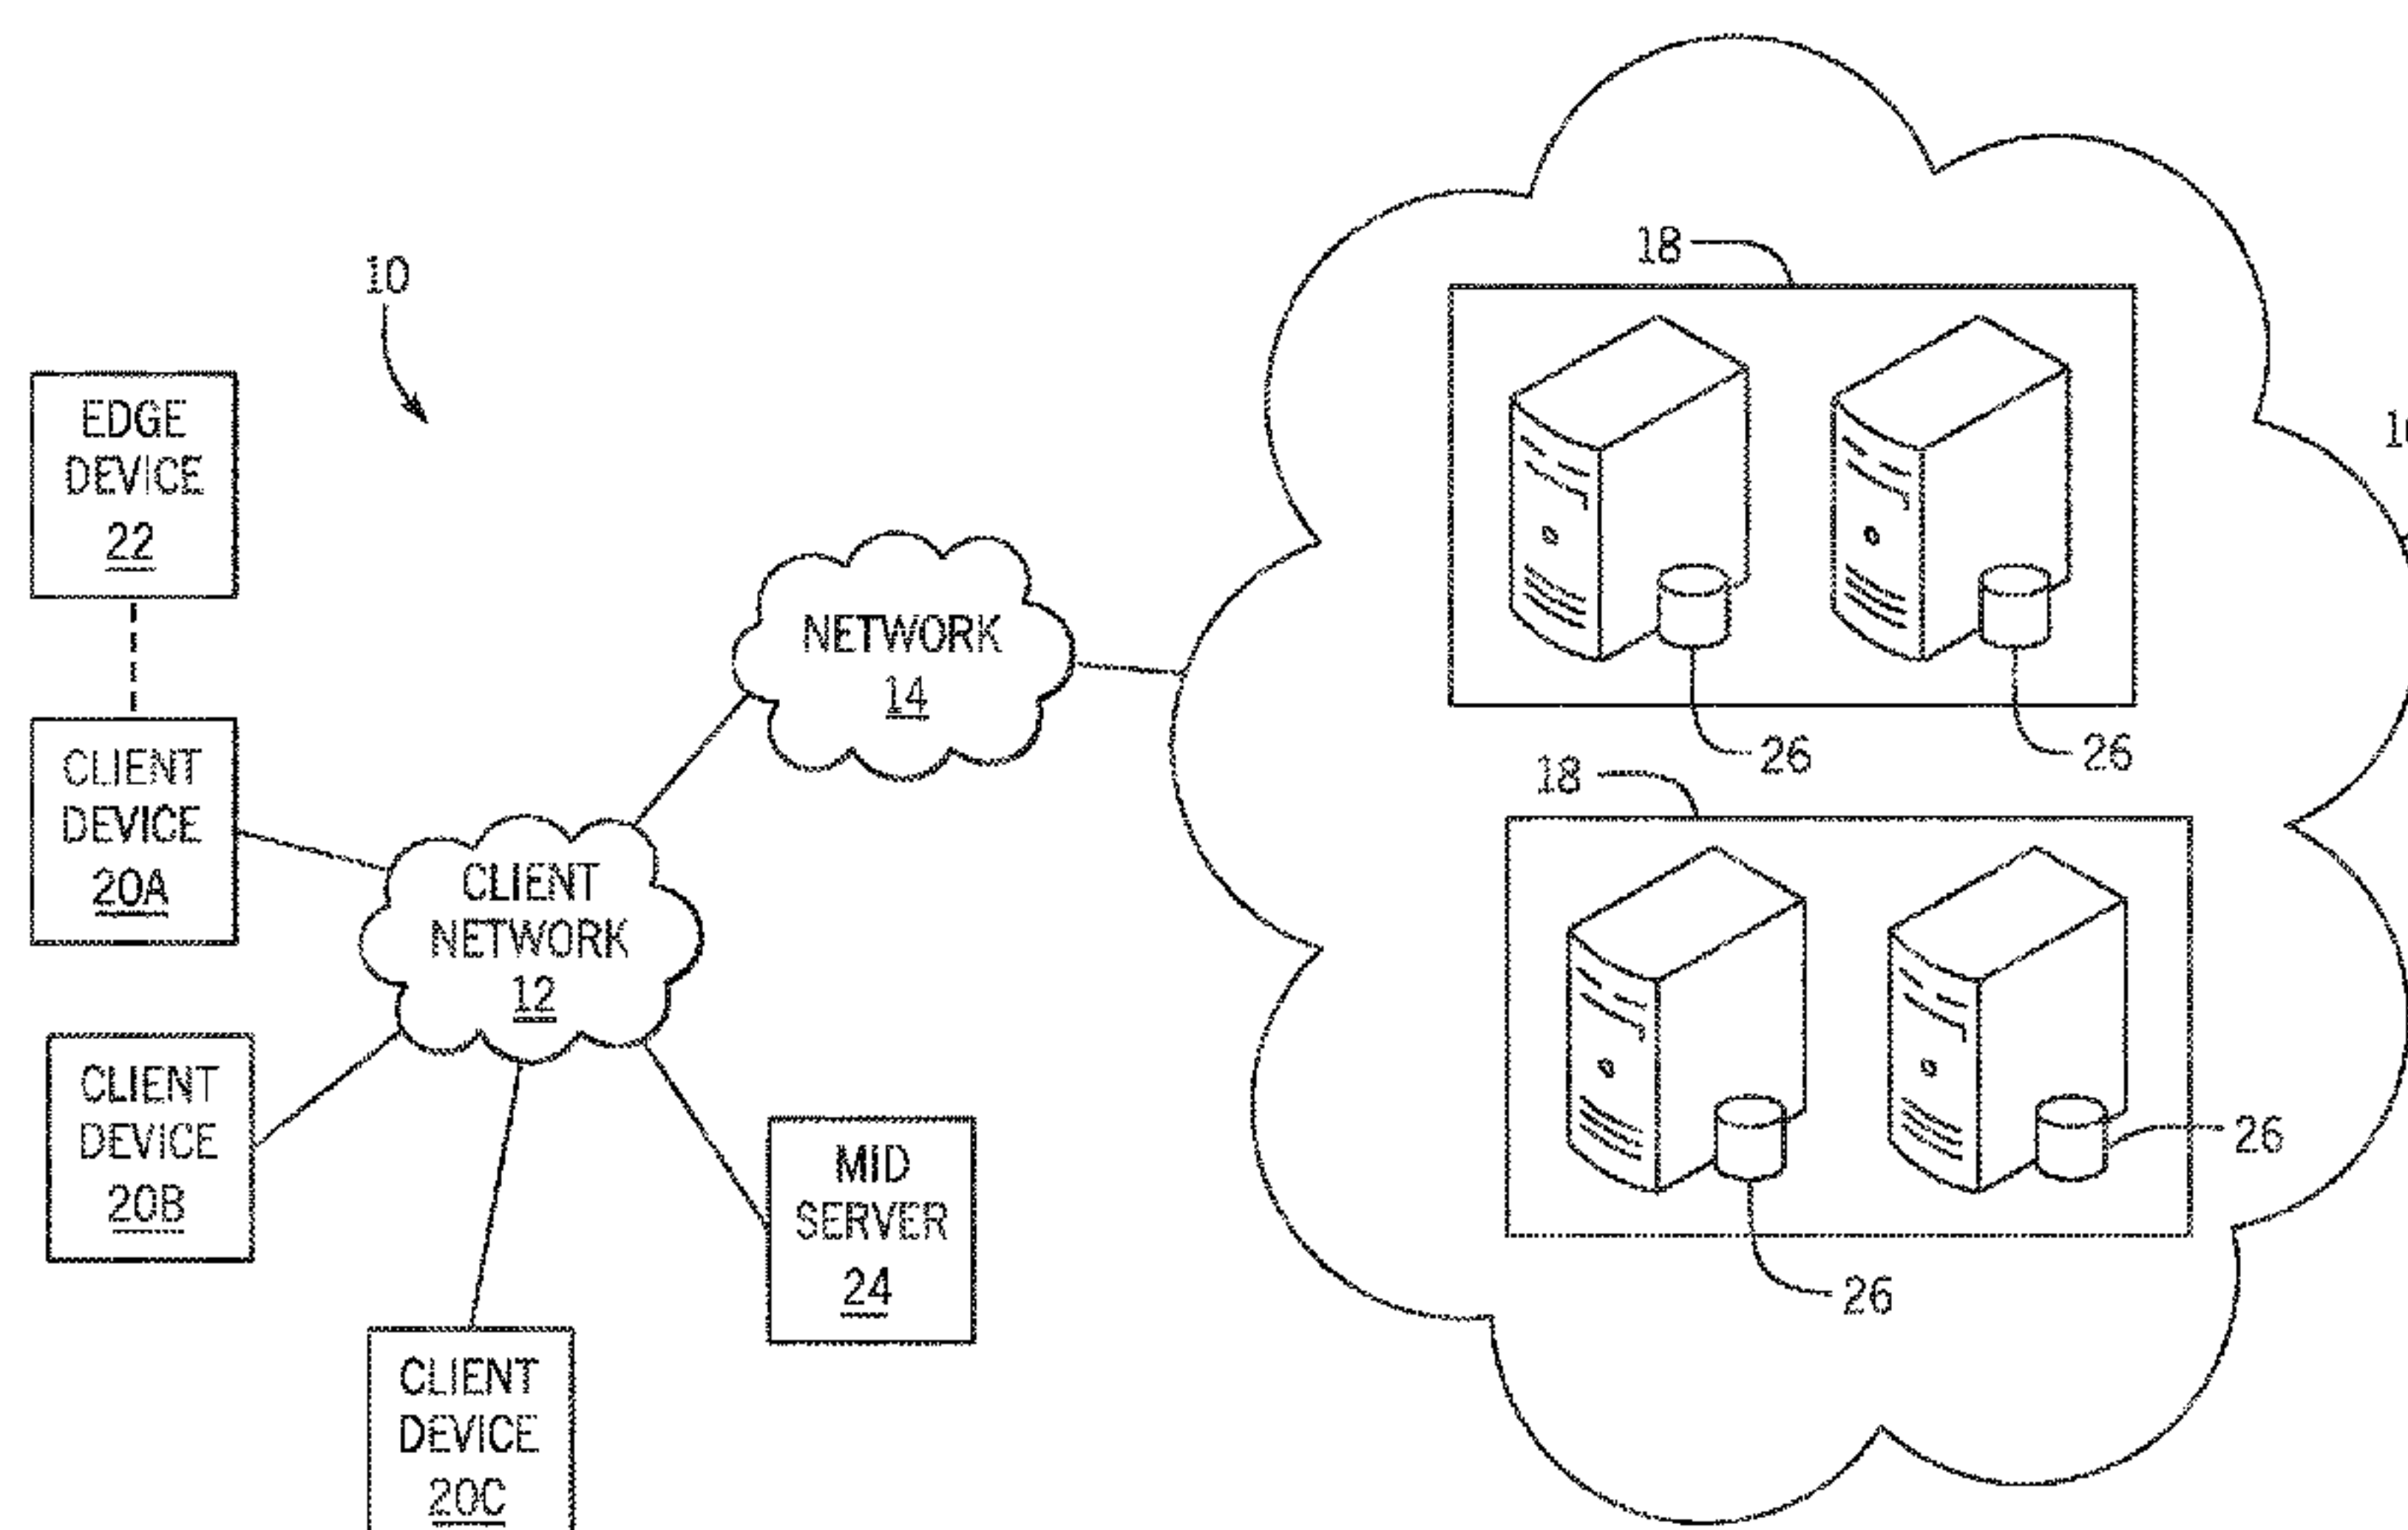 10
EDGE
DEVICE
22
CLIENT
DEVICE
20A
CLIENT
DEVICE
20B
CLIENT
DEVICE
20C
CLIENT
NETWORK
12
MID
SERVER
24
NETWORK
14
18
26
26
18
26
26